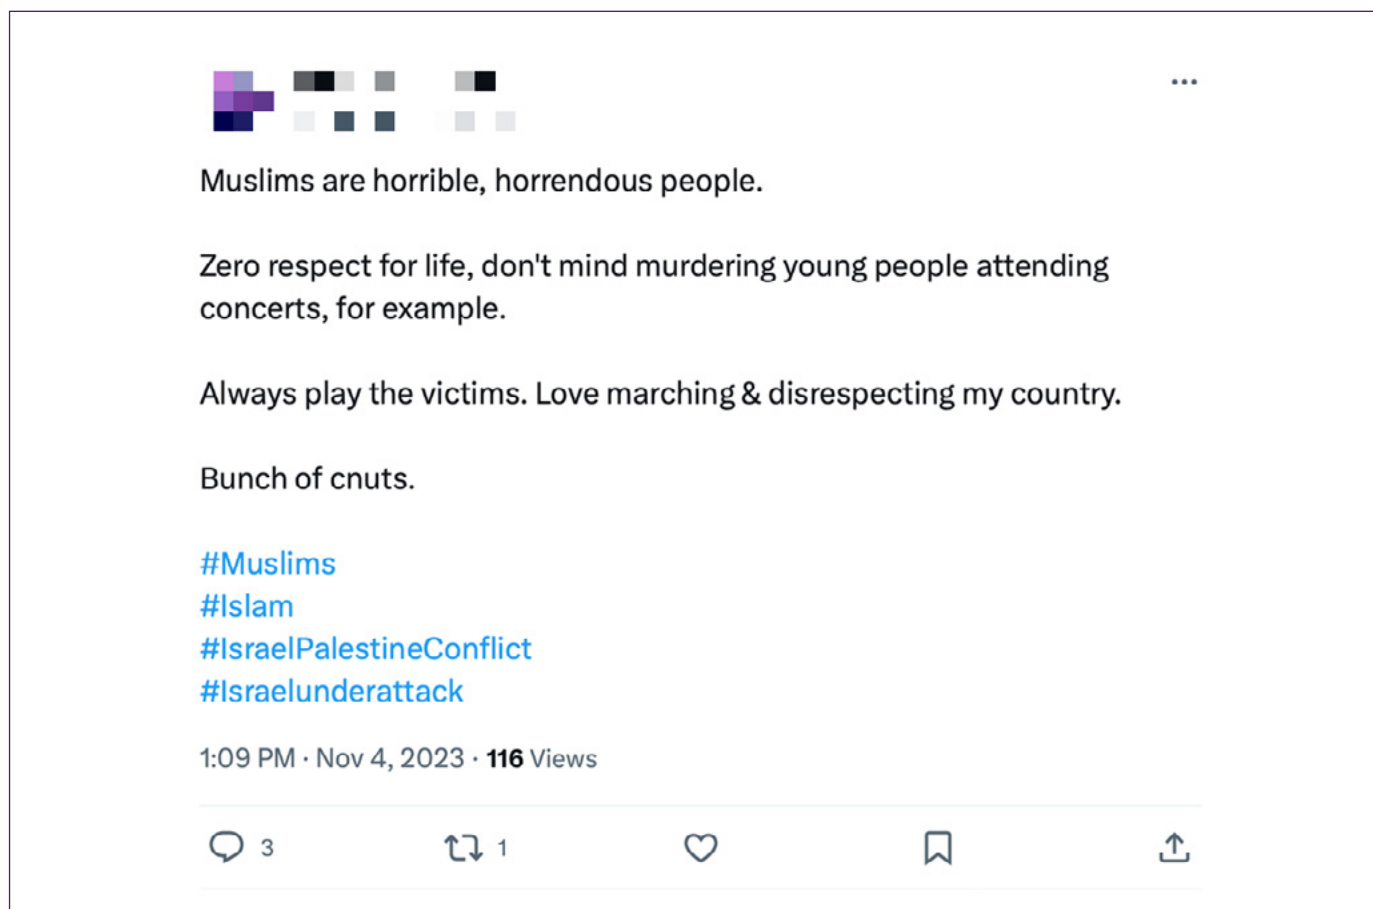 Muslims are horrible, horrendous people.
Zero respect for life, don't mind murdering young people attending
concerts, for example.
Always play the victims. Love marching & disrespecting my country.
Bunch of cnuts.
#Muslims
#Islam
#IsraelPalestineConflict
#Israelunderattack
1:09 PM · Nov 4, 2023 · 116 Views
3 1